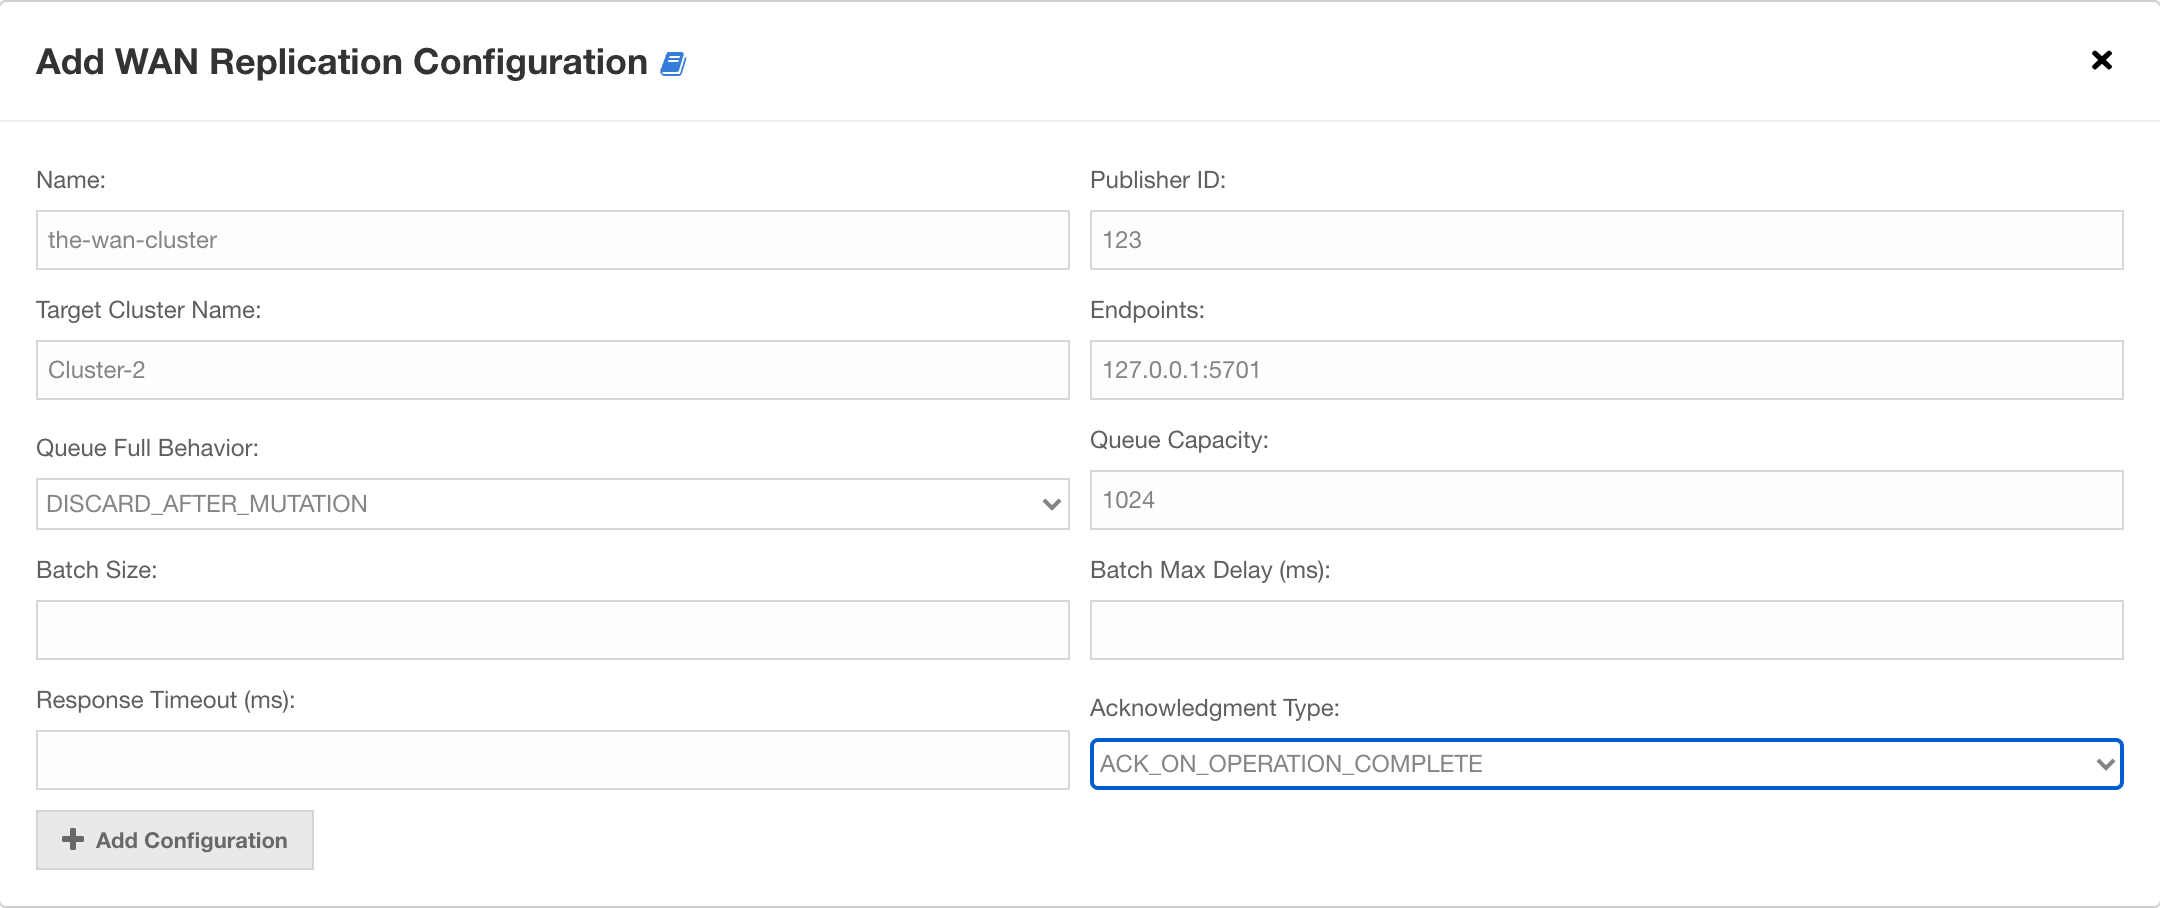 Add WAN Replication Configuration
Name:
the-wan-cluster
Publisher ID:
123
Target Cluster Name:
Cluster-2
Endpoints:
127.0.0.1:5701
Queue Full Behavior:
DISCARD_AFTER_MUTATION
Queue Capacity:
1024
Batch Size:
Batch Max Delay (ms):
Response Timeout (ms):
Acknowledgment Type:
ACK_ON_OPERATION_COMPLETE
Add Configuration